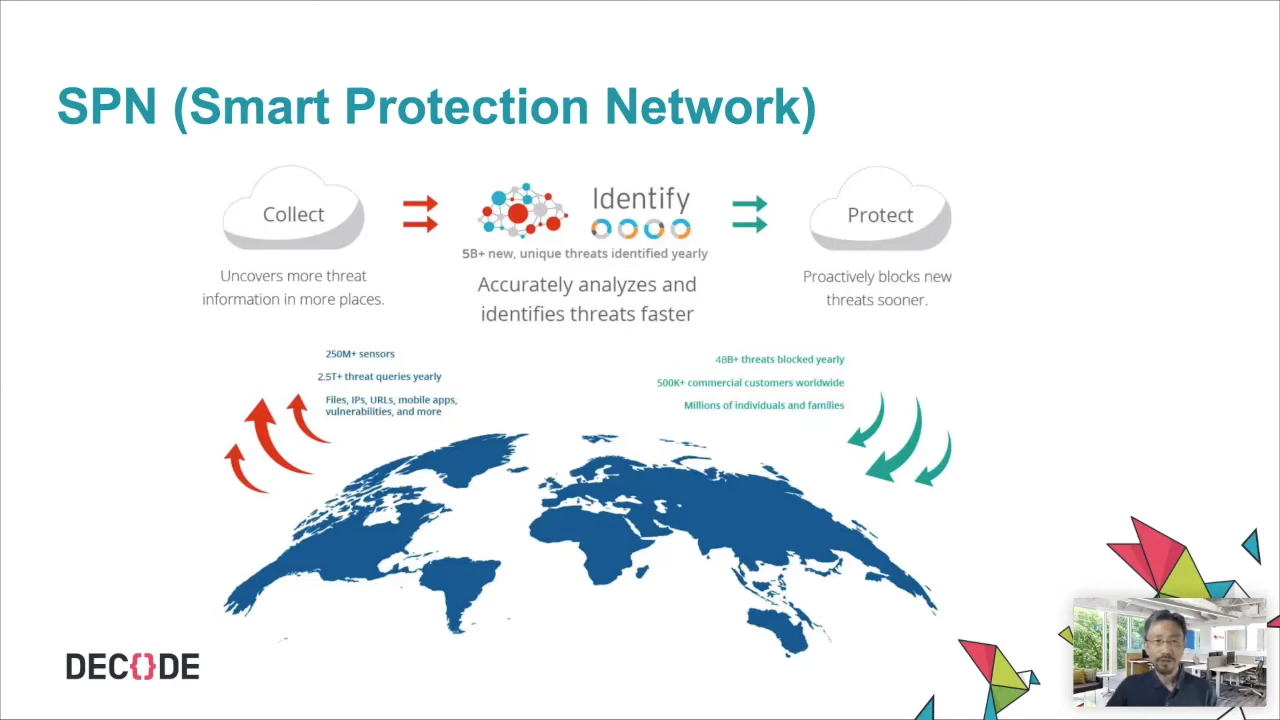 SPN (Smart Protection Network)
Collect
Uncovers more threat
information in more places.
Identify
5B+ new, unique threats identified yearly
Accurately analyzes and
identifies threats faster
Protect
Proactively blocks new
threats sooner.
250M+ sensors
2.5T+ threat queries yearly
Files, IPs, URLs, mobile apps,
vulnerabilities, and more
48B+ threats blocked yearly
500K+ commercial customers worldwide
Millions of individuals and families
DEC{}DE